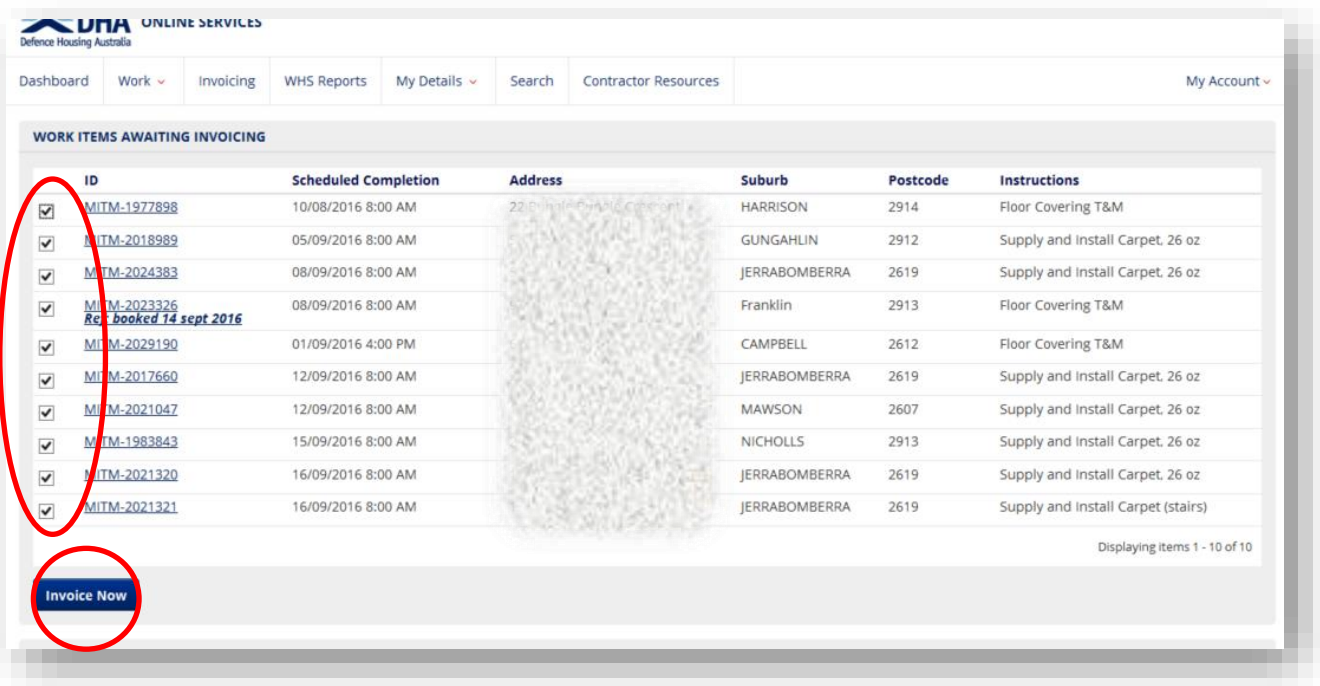 DHA ONLINE SERVICES
Defence Housing Australia
Dashboard Work Invoicing WHS Reports My Details Search Contractor Resources My Account
WORK ITEMS AWAITING INVOICING
ID Scheduled Completion Address Suburb Postcode Instructions
MITM-1977898 10/08/2016 8:00 AM 22 HARRISON 2914 Floor Covering T&M
MITM-2018989 05/09/2016 8:00 AM GUNGAHLIN 2912 Supply and Install Carpet, 26 oz
MITM-2024383 08/09/2016 8:00 AM JERRABOMBERRA 2619 Supply and Install Carpet, 26 oz
MITM-2023326 08/09/2016 8:00 AM Franklin 2913 Floor Covering T&M
booked 14 sept 2016
MITM-2029190 01/09/2016 4:00 PM CAMPBELL 2612 Floor Covering T&M
MITM-2017660 12/09/2016 8:00 AM JERRABOMBERRA 2619 Supply and Install Carpet, 26 oz
MITM-2021047 12/09/2016 8:00 AM MAWSON 2607 Supply and Install Carpet, 26 oz
MITM-1983843 15/09/2016 8:00 AM NICHOLLS 2913 Supply and Install Carpet, 26 oz
MITM-2021320 16/09/2016 8:00 AM JERRABOMBERRA 2619 Supply and Install Carpet, 26 oz
MITM-2021321 16/09/2016 8:00 AM JERRABOMBERRA 2619 Supply and Install Carpet (stairs)
Displaying items 1 - 10 of 10
Invoice Now